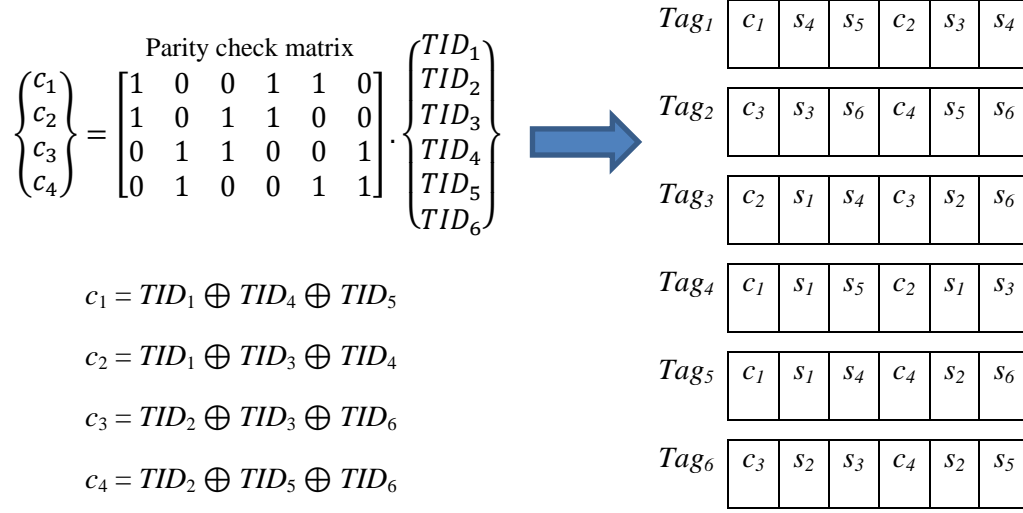 Parity check matrix
{c₁ c₂ c₃ c₄} = [1 0 0 1 1 0
1 0 1 1 0 0
0 1 1 0 0 1
0 1 0 0 1 1] . {TID₁ TID₂ TID₃ TID₄ TID₅ TID₆}
c₁ = TID₁ ⊕ TID₄ ⊕ TID₅
c₂ = TID₁ ⊕ TID₃ ⊕ TID₄
c₃ = TID₂ ⊕ TID₃ ⊕ TID₆
c₄ = TID₂ ⊕ TID₅ ⊕ TID₆
Tag₁ c₁ s₄ s₅ c₂ s₃ s₄
Tag₂ c₃ s₃ s₆ c₄ s₅ s₆
Tag₃ c₂ s₁ s₄ c₃ s₂ s₆
Tag₄ c₁ s₁ s₅ c₂ s₁ s₃
Tag₅ c₁ s₁ s₄ c₄ s₂ s₆
Tag₆ c₃ s₂ s₃ c₄ s₂ s₅